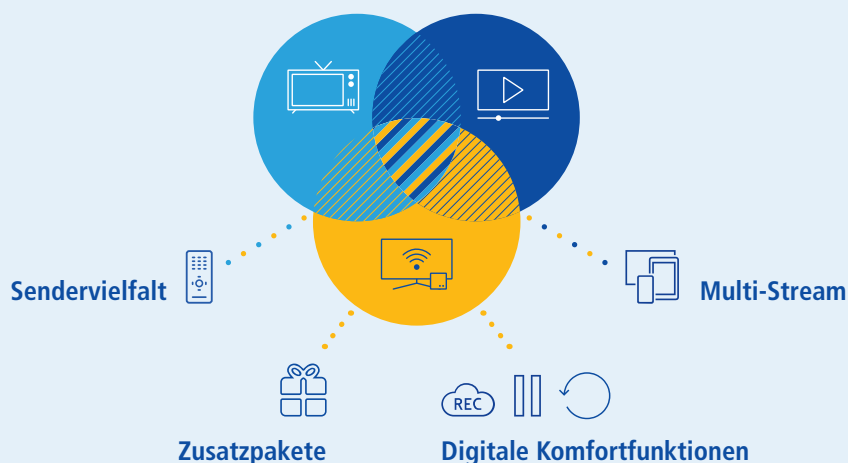 Sendervielfalt
Multi-Stream
REC
Zusatzpakete
Digitale Komfortfunktionen